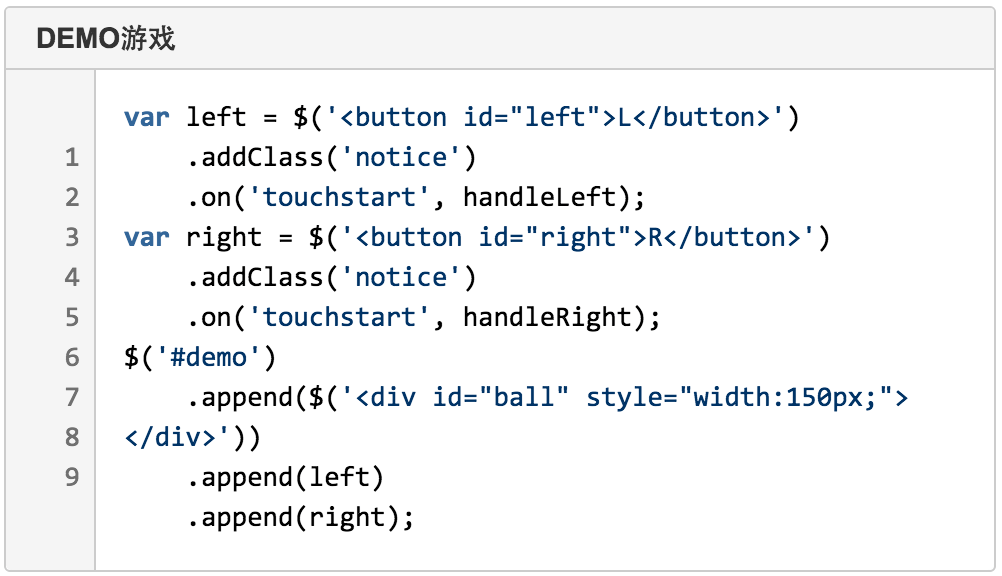 DEMO游戏
var left = $('<button id="left">L</button>')
1     .addClass('notice')
2     .on('touchstart', handleLeft);
3 var right = $('<button id="right">R</button>')
4     .addClass('notice')
5     .on('touchstart', handleRight);
6 $('#demo')
7     .append($('<div id="ball" style="width:150px;">
8 </div>'))
9     .append(left)
    .append(right);